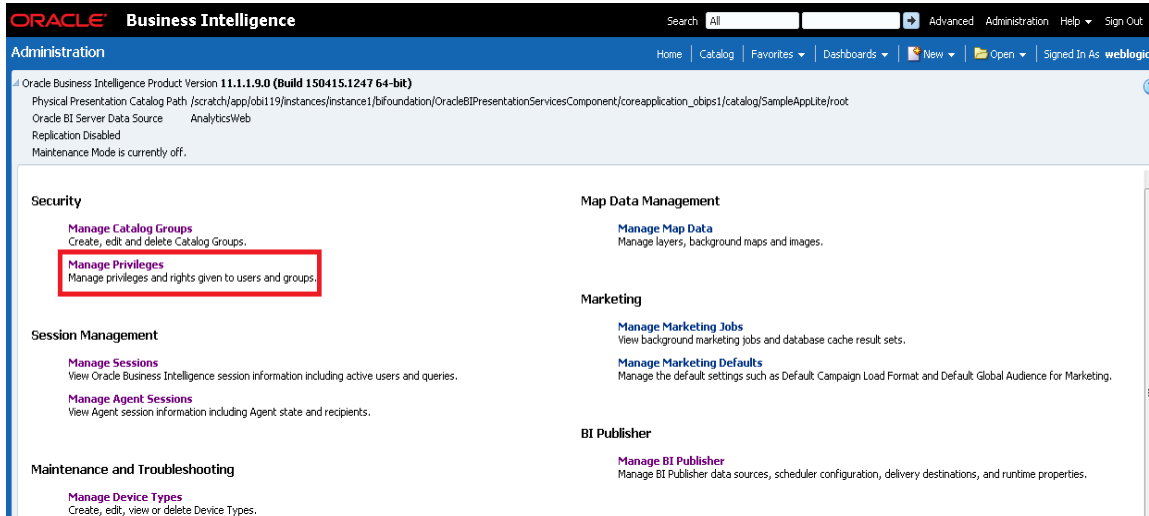 ORACLE Business Intelligence
Search All Advanced Administration Help Sign Out
Administration
Home Catalog Favorites Dashboards New Open Signed In As weblogic
Oracle Business Intelligence Product Version 11.1.1.9.0 (Build 150415.1247 64-bit)
Physical Presentation Catalog Path /scratch/app/obi119/instances/instance1/bifoundation/OracleBIPresentationServicesComponent/coreapplication_obips1/catalog/SampleAppLite/root
Oracle BI Server Data Source AnalyticsWeb
Replication Disabled
Maintenance Mode is currently off.
Security
Manage Catalog Groups
Create, edit and delete Catalog Groups.
Manage Privileges
Manage privileges and rights given to users and groups.
Session Management
Manage Sessions
View Oracle Business Intelligence session information including active users and queries.
Manage Agent Sessions
View Agent session information including Agent state and recipients.
Maintenance and Troubleshooting
Manage Device Types
Create, edit, view or delete Device Types.
Map Data Management
Manage Map Data
Manage layers, background maps and images.
Marketing
Manage Marketing Jobs
View background marketing jobs and database cache result sets.
Manage Marketing Defaults
Manage the default settings such as Default Campaign Load Format and Default Global Audience for Marketing.
BI Publisher
Manage BI Publisher
Manage BI Publisher data sources, scheduler configuration, delivery destinations, and runtime properties.